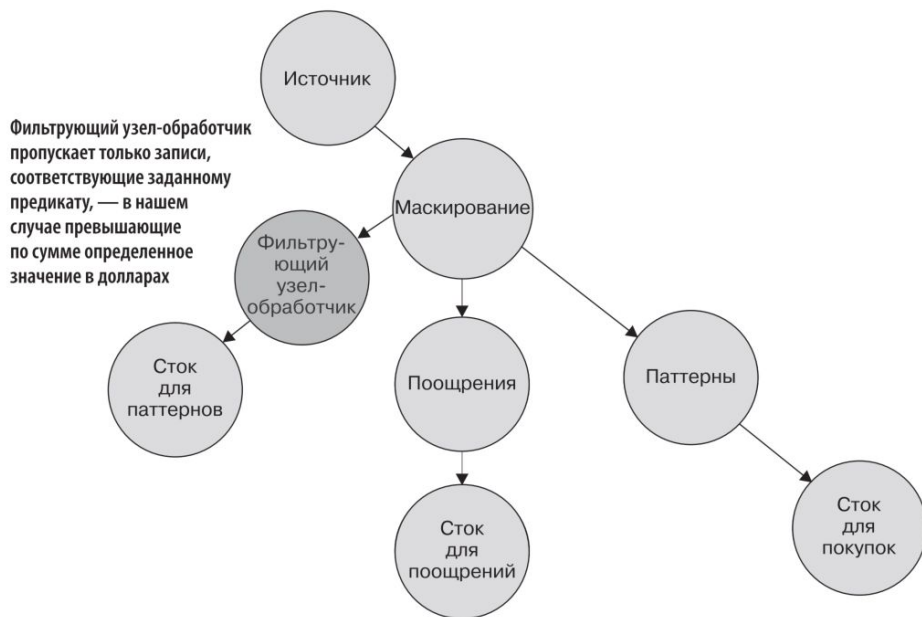 Источник
Фильтрующий узел-обработчик
пропускает только записи,
соответствующие заданному
предикату, — в нашем
случае превышающие
по сумме определенное
значение в долларах
Маскирование
Фильтру-
ющий
узел-
обработчик
Сток
для
паттернов
Поощрения
Паттерны
Сток
для
поощрений
Сток
для
покупок